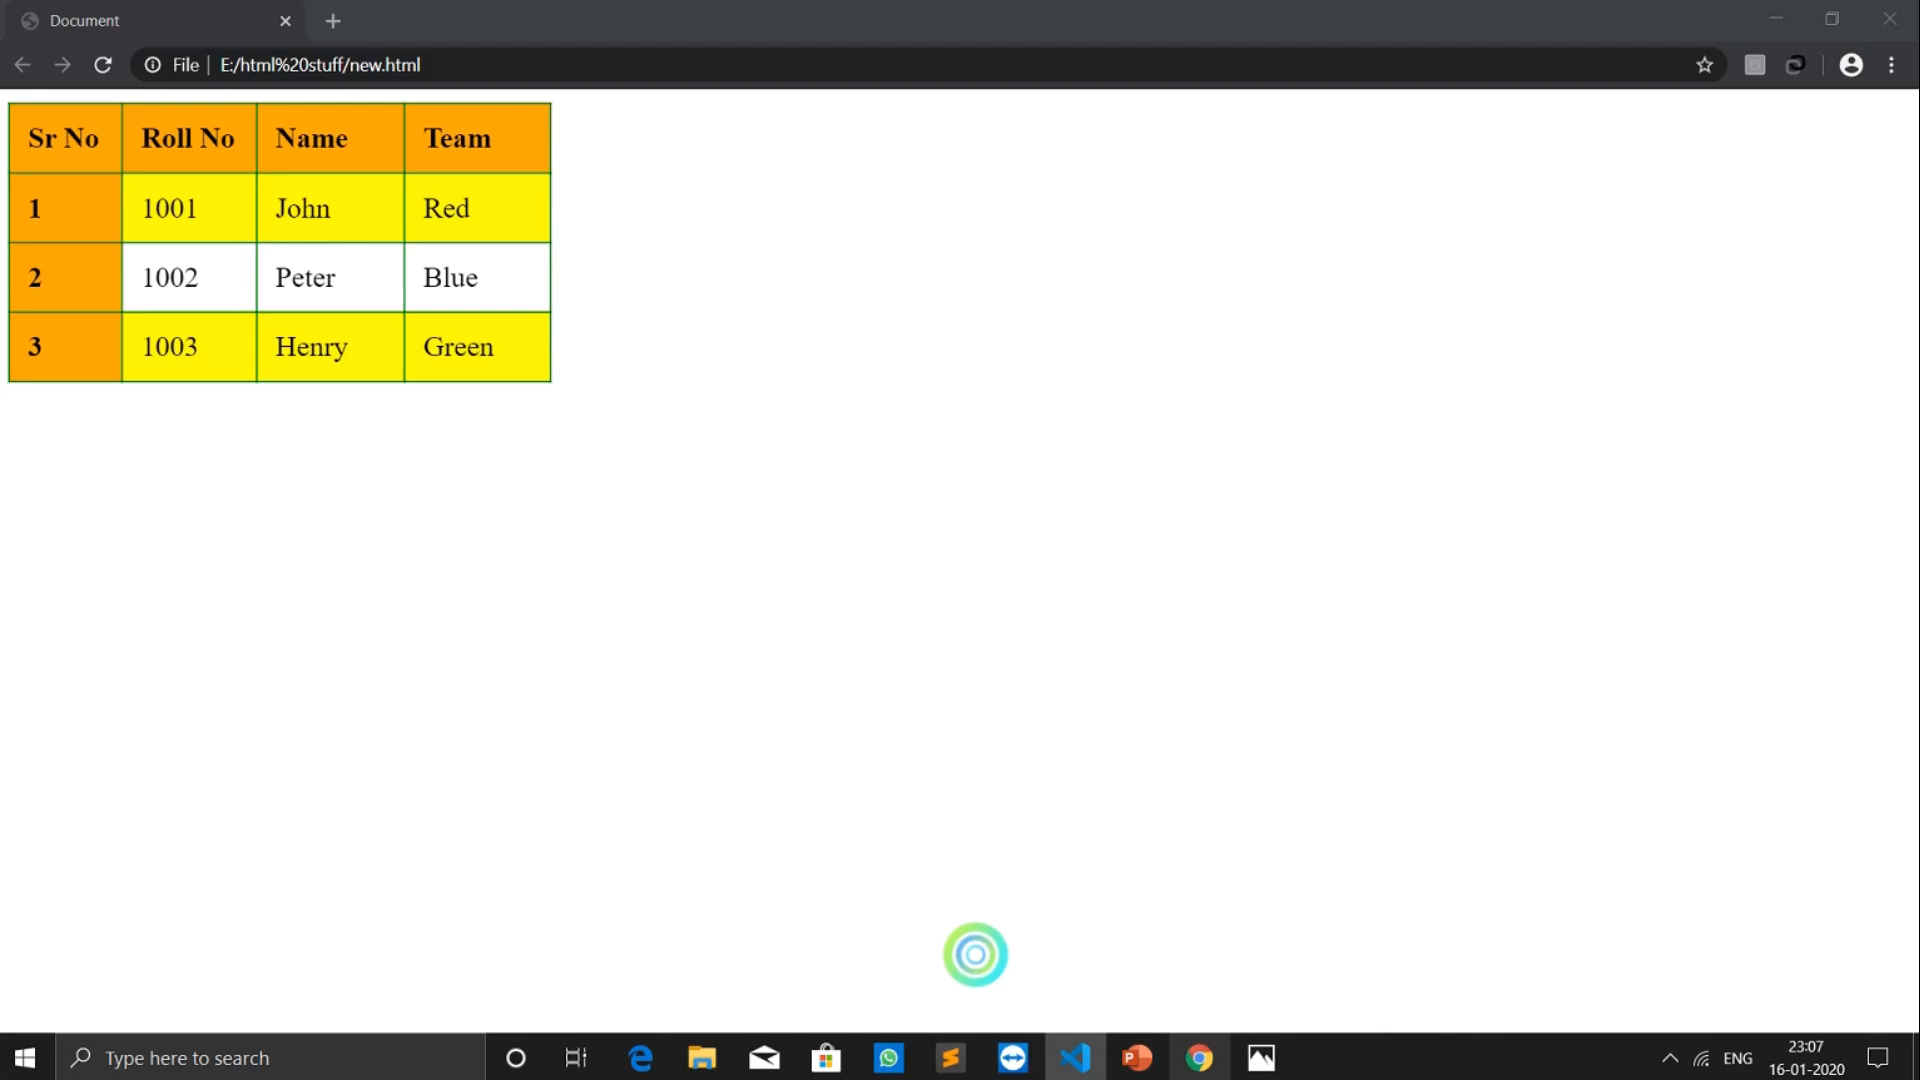 Document
File | E:/html%20stuff/new.html
Sr No Roll No Name Team
1 1001 John Red
2 1002 Peter Blue
3 1003 Henry Green
Type here to search
ENG
23:07
16-01-2020